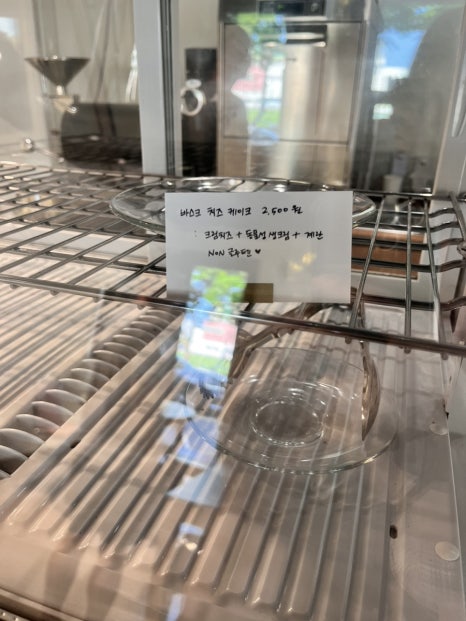 바스크 치즈 케이크 2,500원
: 크림치즈 + 동물성 생크림 + 계란
NON 글루텐 ♥